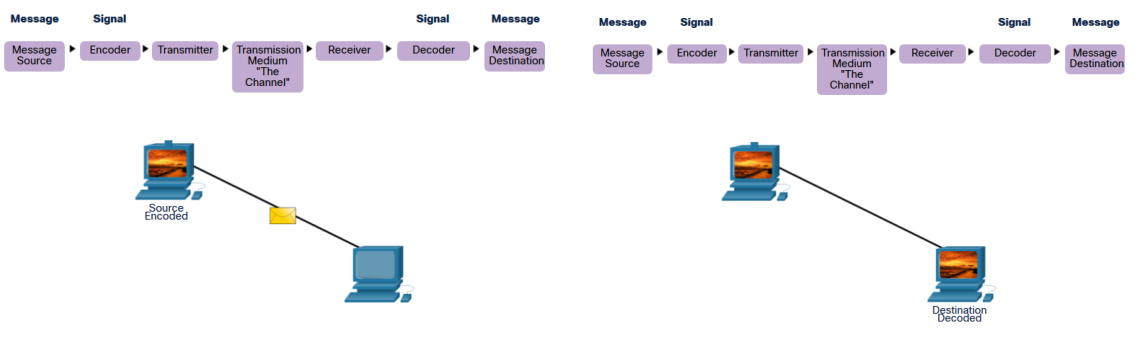 Message Signal Signal Message
Message Source
Encoder
Transmitter
Transmission Medium "The Channel"
Receiver
Decoder
Message Destination
Source
Encoded
Message Signal Signal Message
Message Source
Encoder
Transmitter
Transmission Medium "The Channel"
Receiver
Decoder
Message Destination
Destination
Decoded